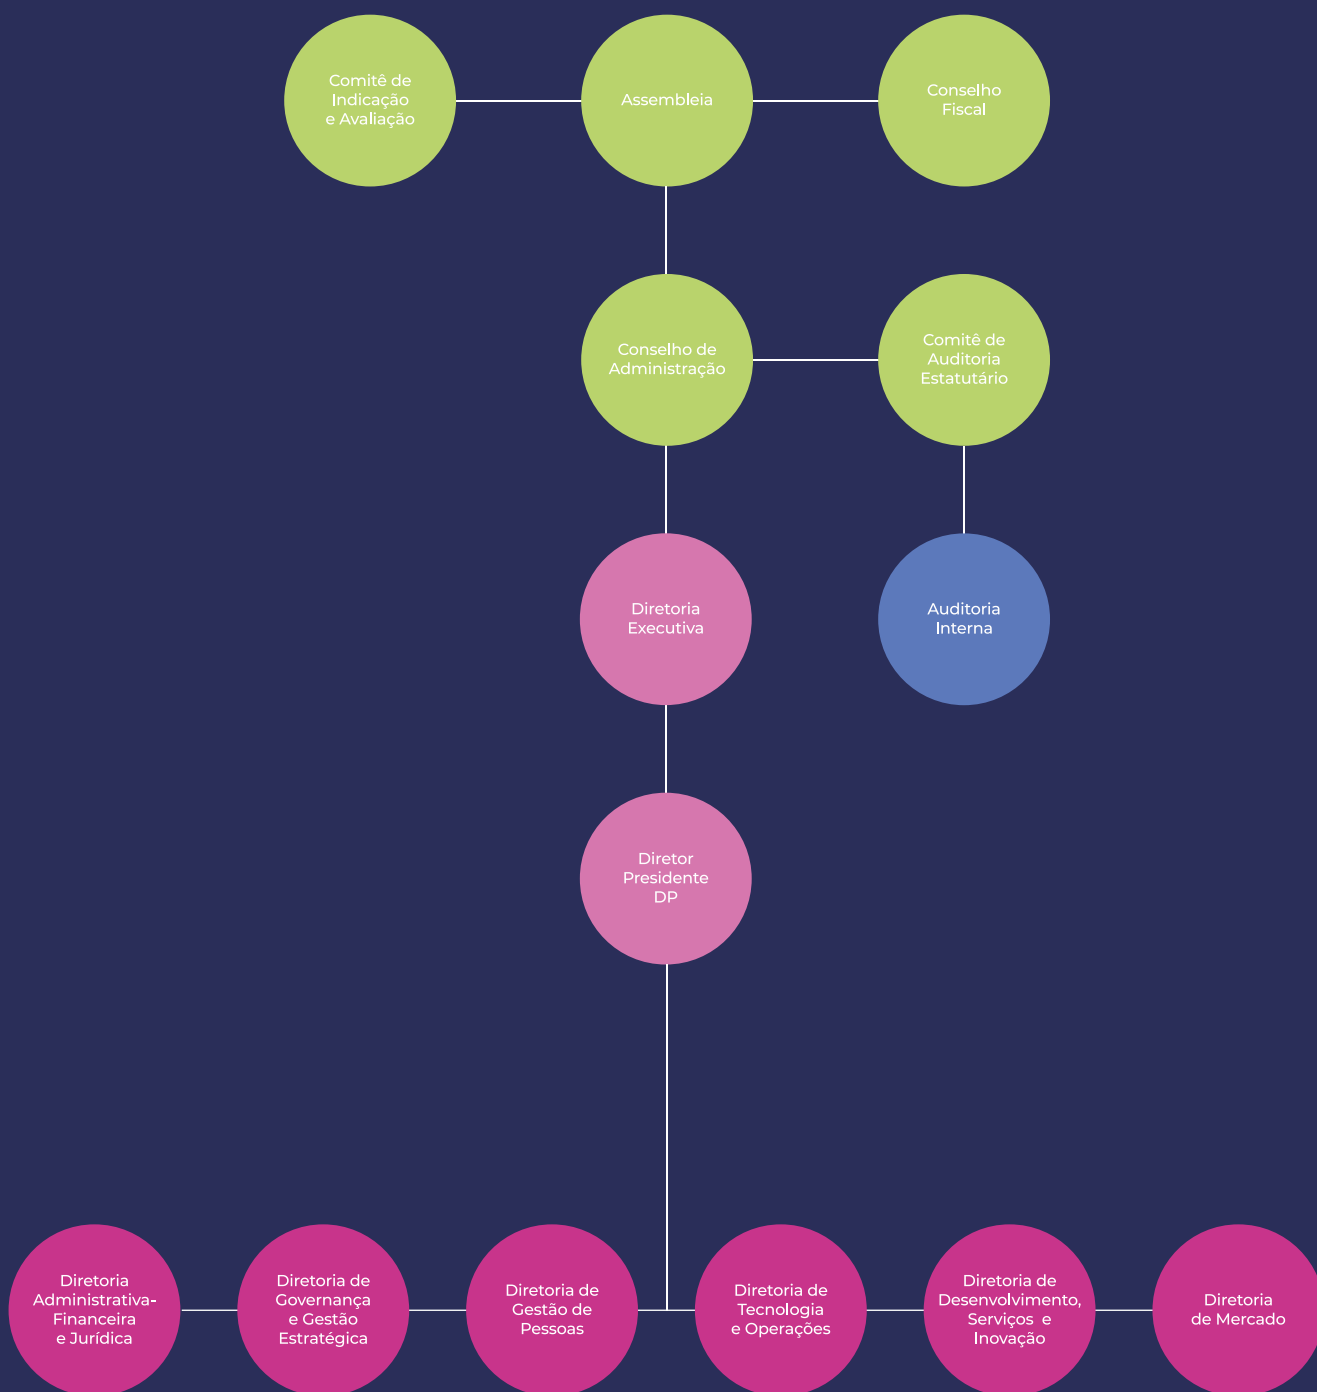 Comitê de
Indicação
e Avaliação
Assembleia
Conselho
Fiscal
Conselho de
Administração
Comitê de
Auditoria
Estatutário
Diretoria
Executiva
Auditoria
Interna
Diretor
Presidente
DP
Diretoria
Administrativa-
Financeira
e Jurídica
Diretoria de
Governança
e Gestão
Estratégica
Diretoria de
Gestão de
Pessoas
Diretoria de
Tecnologia
e Operações
Diretoria de
Desenvolvimento,
Serviços e
Inovação
Diretoria
de Mercado